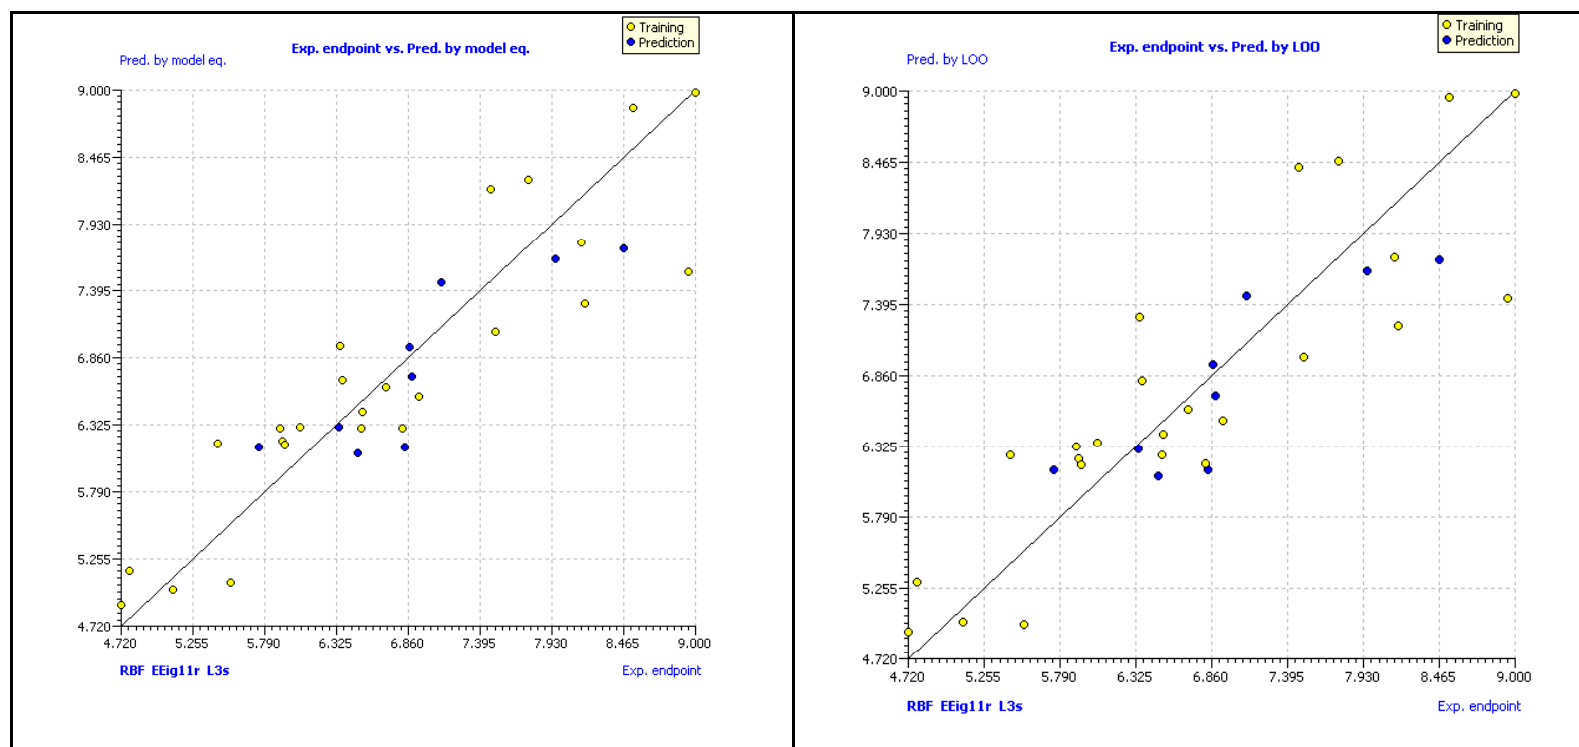 Training
Prediction
Exp. endpoint vs. Pred. by model eq.
Pred. by model eq.
9.000
8.465
7.930
7.395
6.860
6.325
5.790
5.255
4.720
4.720 5.255 5.790 6.325 6.860 7.395 7.930 8.465 9.000
RBF EEig11r L3s
Exp. endpoint
Training
Prediction
Exp. endpoint vs. Pred. by LOO
Pred. by LOO
9.000
8.465
7.930
7.395
6.860
6.325
5.790
5.255
4.720
4.720 5.255 5.790 6.325 6.860 7.395 7.930 8.465 9.000
RBF EEig11r L3s
Exp. endpoint